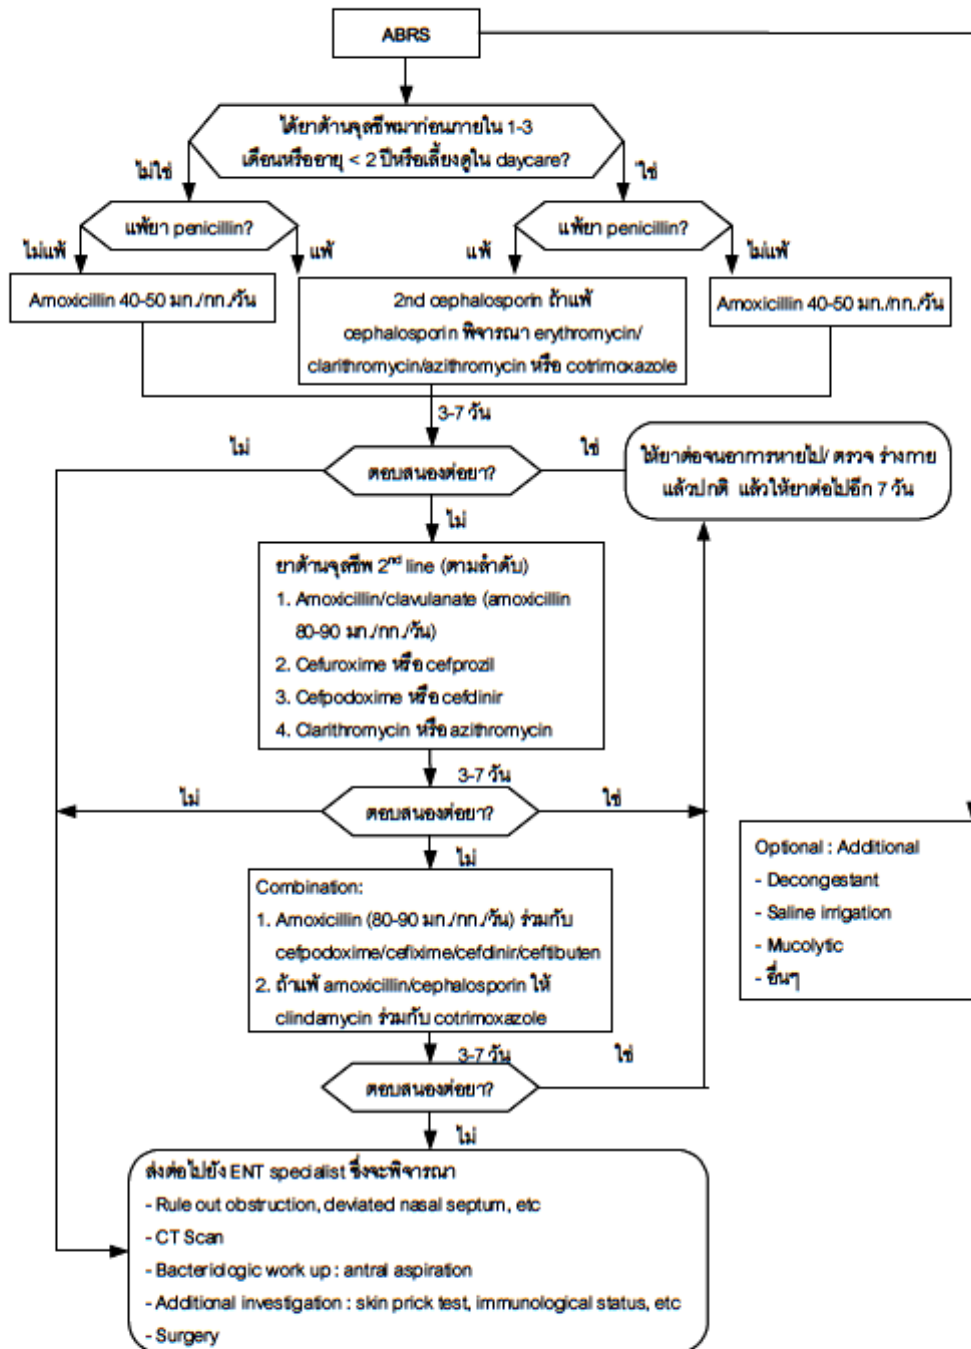 ABRS
ได้ยาต้านจุลชีพมาก่อนภายใน 1-3
เดือนหรืออายุ < 2 ปีหรือเลี้ยงดูใน daycare?
ไม่ใช่
ใช่
แพ้ยา penicillin?
แพ้ยา penicillin?
ไม่แพ้
แพ้
แพ้
ไม่แพ้
Amoxicillin 40-50 มก./กก./วัน
2nd cephalosporin ถ้าแพ้
cephalosporin พิจารณา erythromycin/
clarithromycin/azithromycin หรือ cotrimoxazole
Amoxicillin 40-50 มก./กก./วัน
3-7 วัน
ไม่
ตอบสนองต่อยา?
ใช่
ให้ยาต่อจนอาการหายไป/ ตรวจ ร่างกาย
แล้วปกติ แล้วให้ยาต่อไปอีก 7 วัน
ไม่
ยาต้านจุลชีพ 2nd line (ตามลำดับ)
1. Amoxicillin/clavulanate (amoxicillin
80-90 มก./กก./วัน)
2. Cefuroxime หรือ cefprozil
3. Cefpodoxime หรือ cefdinir
4. Clarithromycin หรือ azithromycin
3-7 วัน
ไม่
ตอบสนองต่อยา?
ใช่
ไม่
Combination:
1. Amoxicillin (80-90 มก./กก./วัน) ร่วมกับ
cefpodoxime/cefixime/cefdinir/ceftibuten
2. ถ้าแพ้ amoxicillin/cephalosporin ให้
clindamycin ร่วมกับ cotrimoxazole
Optional : Additional
- Decongestant
- Saline irrigation
- Mucolytic
- อื่นๆ
3-7 วัน
ใช่
ตอบสนองต่อยา?
ไม่
ส่งต่อไปยัง ENT specialist ซึ่งจะพิจารณา
- Rule out obstruction, deviated nasal septum, etc
- CT Scan
- Bacteriologic work up : antral aspiration
- Additional investigation : skin prick test, immunological status, etc
- Surgery